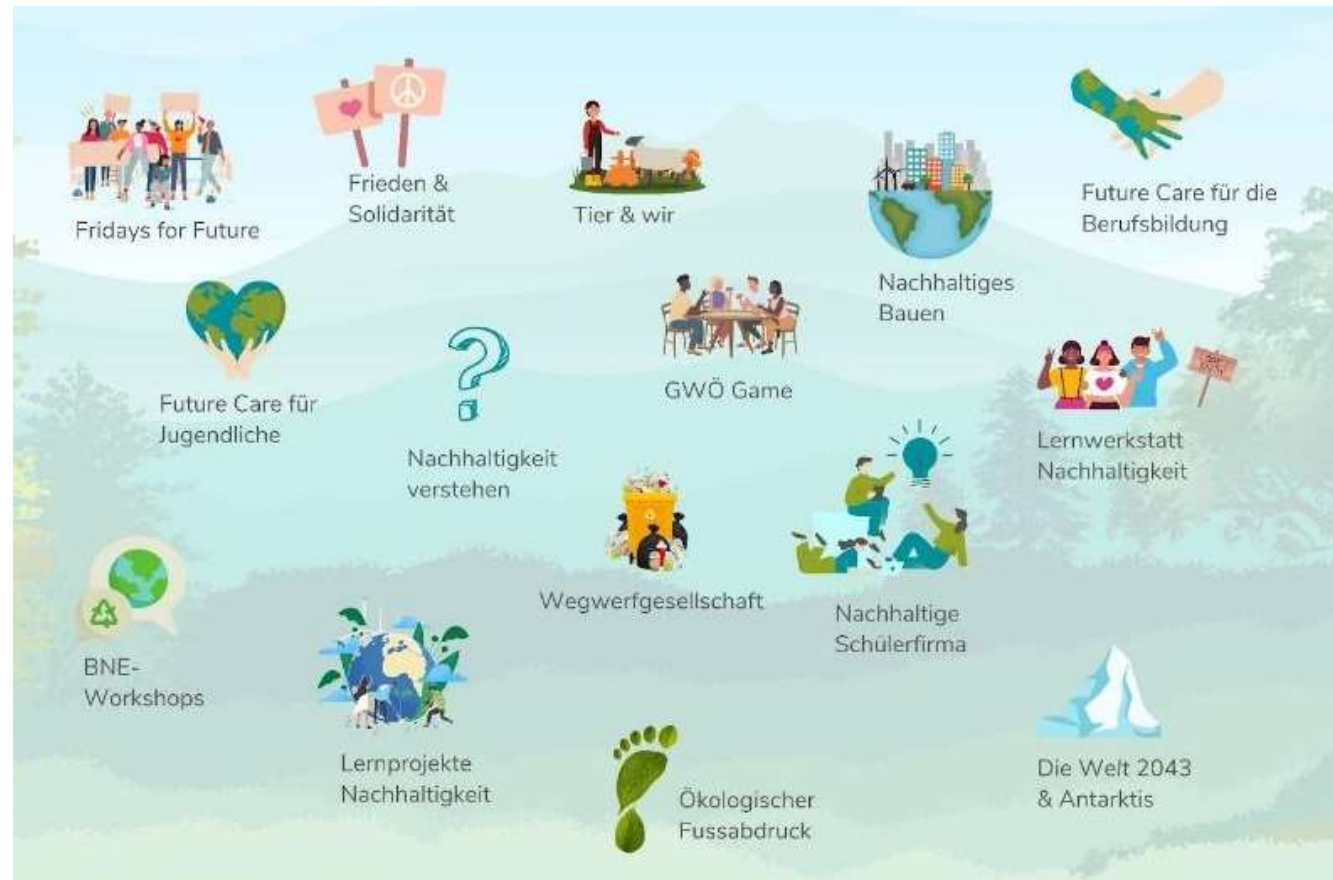 Fridays for Future
Frieden &
Solidarität
Tier & wir
Future Care für die
Berufsbildung
Nachhaltiges
Bauen
Future Care für
Jugendliche
GWÖ Game
Nachhaltigkeit
verstehen
Lernwerkstatt
Nachhaltigkeit
Wegwerfgesellschaft
Nachhaltige
Schülerfirma
BNE-
Workshops
Lernprojekte
Nachhaltigkeit
Ökologischer
Fussabdruck
Die Welt 2043
& Antarktis